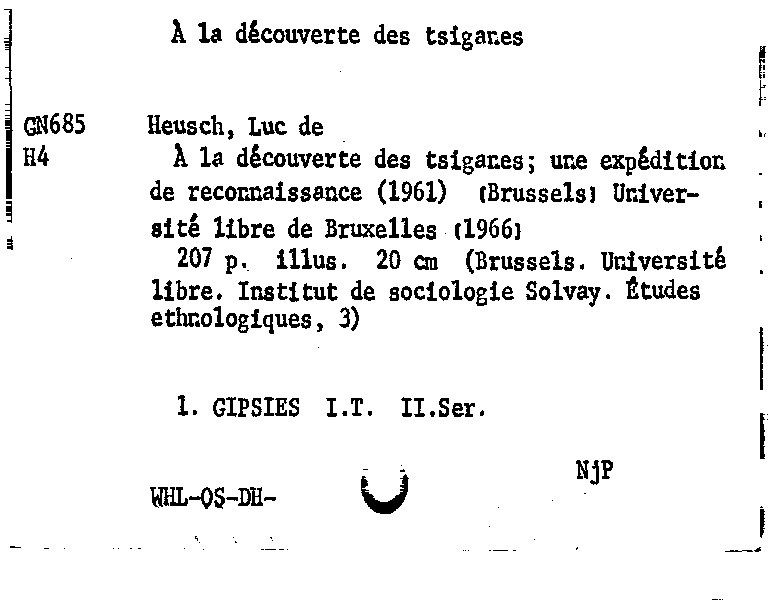 À la découverte des tsiganes
GN685 Heusch, Luc de
H4 À la découverte des tsiganes; une expédition
de reconnaissance (1961) [Brussels] Univer-
sité libre de Bruxelles [1966]
207 p. illus. 20 cm (Brussels. Université
libre. Institut de sociologie Solvay. Études
ethnologiques, 3)
1. GIPSIES I.T. II.Ser.
NjP
WHL-OS-DH-